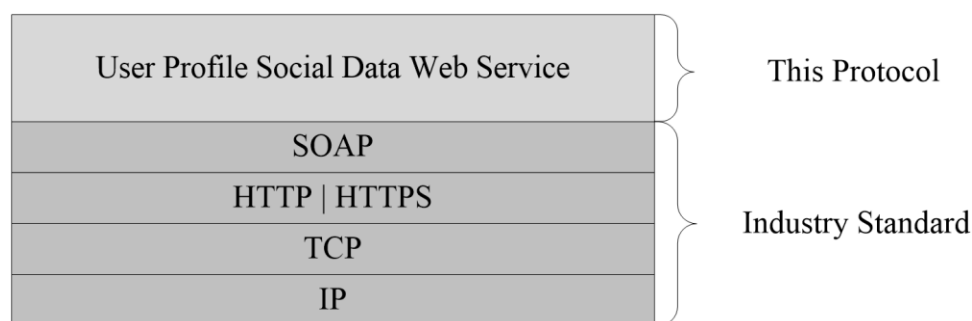 User Profile Social Data Web Service
This Protocol
SOAP
HTTP | HTTPS
TCP
Industry Standard
IP